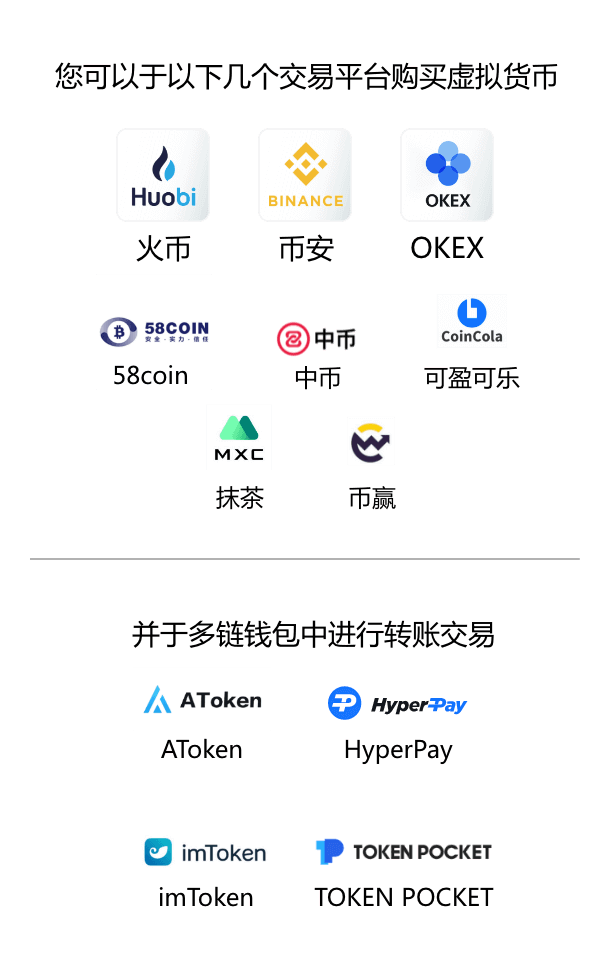 您可以于以下几个交易平台购买虚拟货币
Huobi
BINANCE
OKEX
火币
币安
OKEX
58COIN
安全·实力·信任
中币
CoinCola
58coin
中币
可盈可乐
MXC
抹茶
币赢
并于多链钱包中进行转账交易
AToken
HyperPay
AToken
HyperPay
imToken
TOKEN POCKET
imToken
TOKEN POCKET